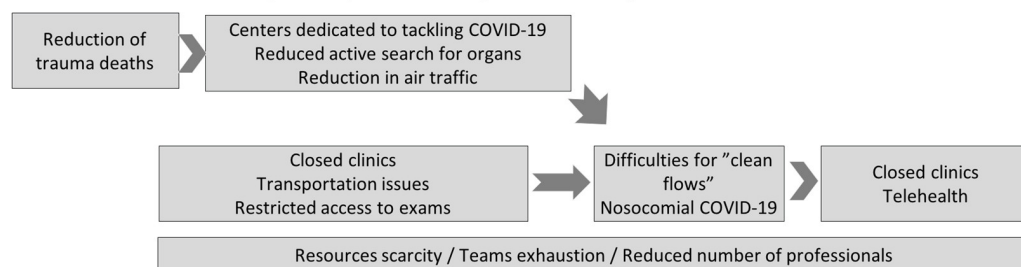 Reduction of
trauma deaths
Centers dedicated to tackling COVID-19
Reduced active search for organs
Reduction in air traffic
Closed clinics
Transportation issues
Restricted access to exams
Difficulties for ”clean
flows”
Nosocomial COVID-19
Closed clinics
Telehealth
Resources scarcity / Teams exhaustion / Reduced number of professionals